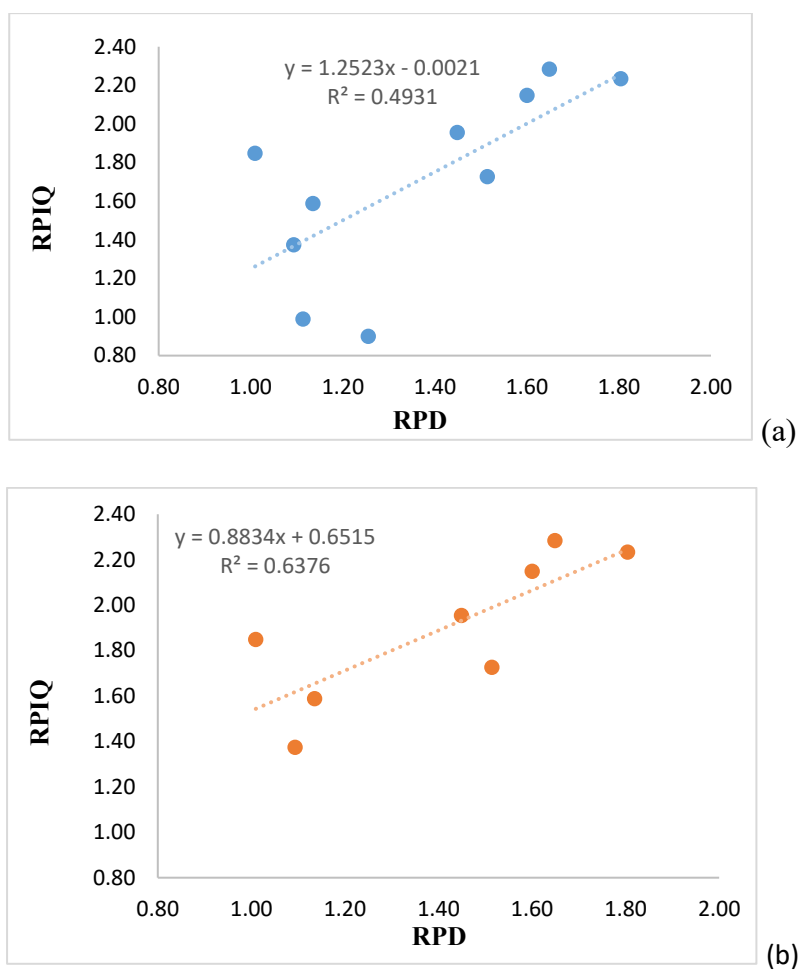 2.40
2.20
2.00
1.80
1.60
1.40
1.20
1.00
0.80
RPIQ
y = 1.2523x - 0.0021
R² = 0.4931
0.80 1.00 1.20 1.40 1.60 1.80 2.00
RPD
(a)
2.40
2.20
2.00
1.80
1.60
1.40
1.20
1.00
0.80
RPIQ
y = 0.8834x + 0.6515
R² = 0.6376
0.80 1.00 1.20 1.40 1.60 1.80 2.00
RPD
(b)